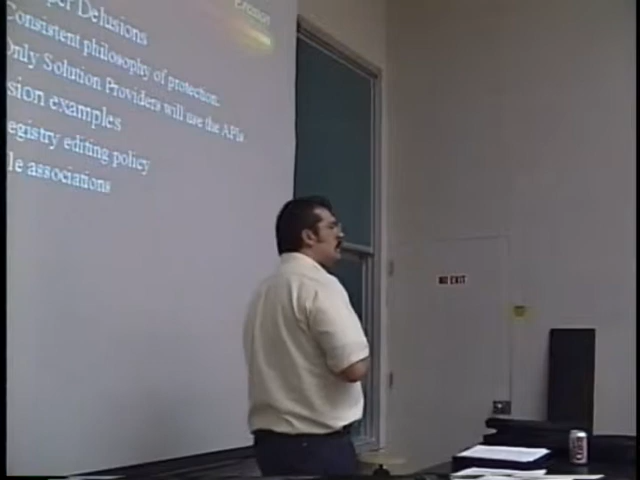 Delusions
Consistent philosophy of protection.
Only Solution Providers will use the APIs
sion examples
egistry editing policy
le associations
NO EXIT